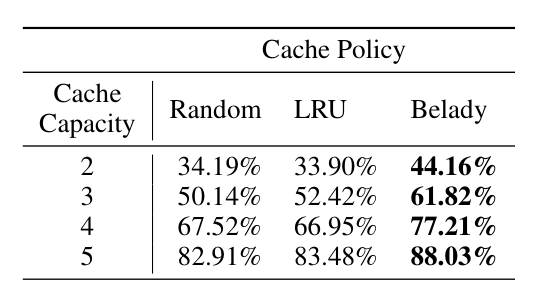 Cache Policy
Cache
Capacity
Random LRU Belady
2 34.19% 33.90% 44.16%
3 50.14% 52.42% 61.82%
4 67.52% 66.95% 77.21%
5 82.91% 83.48% 88.03%